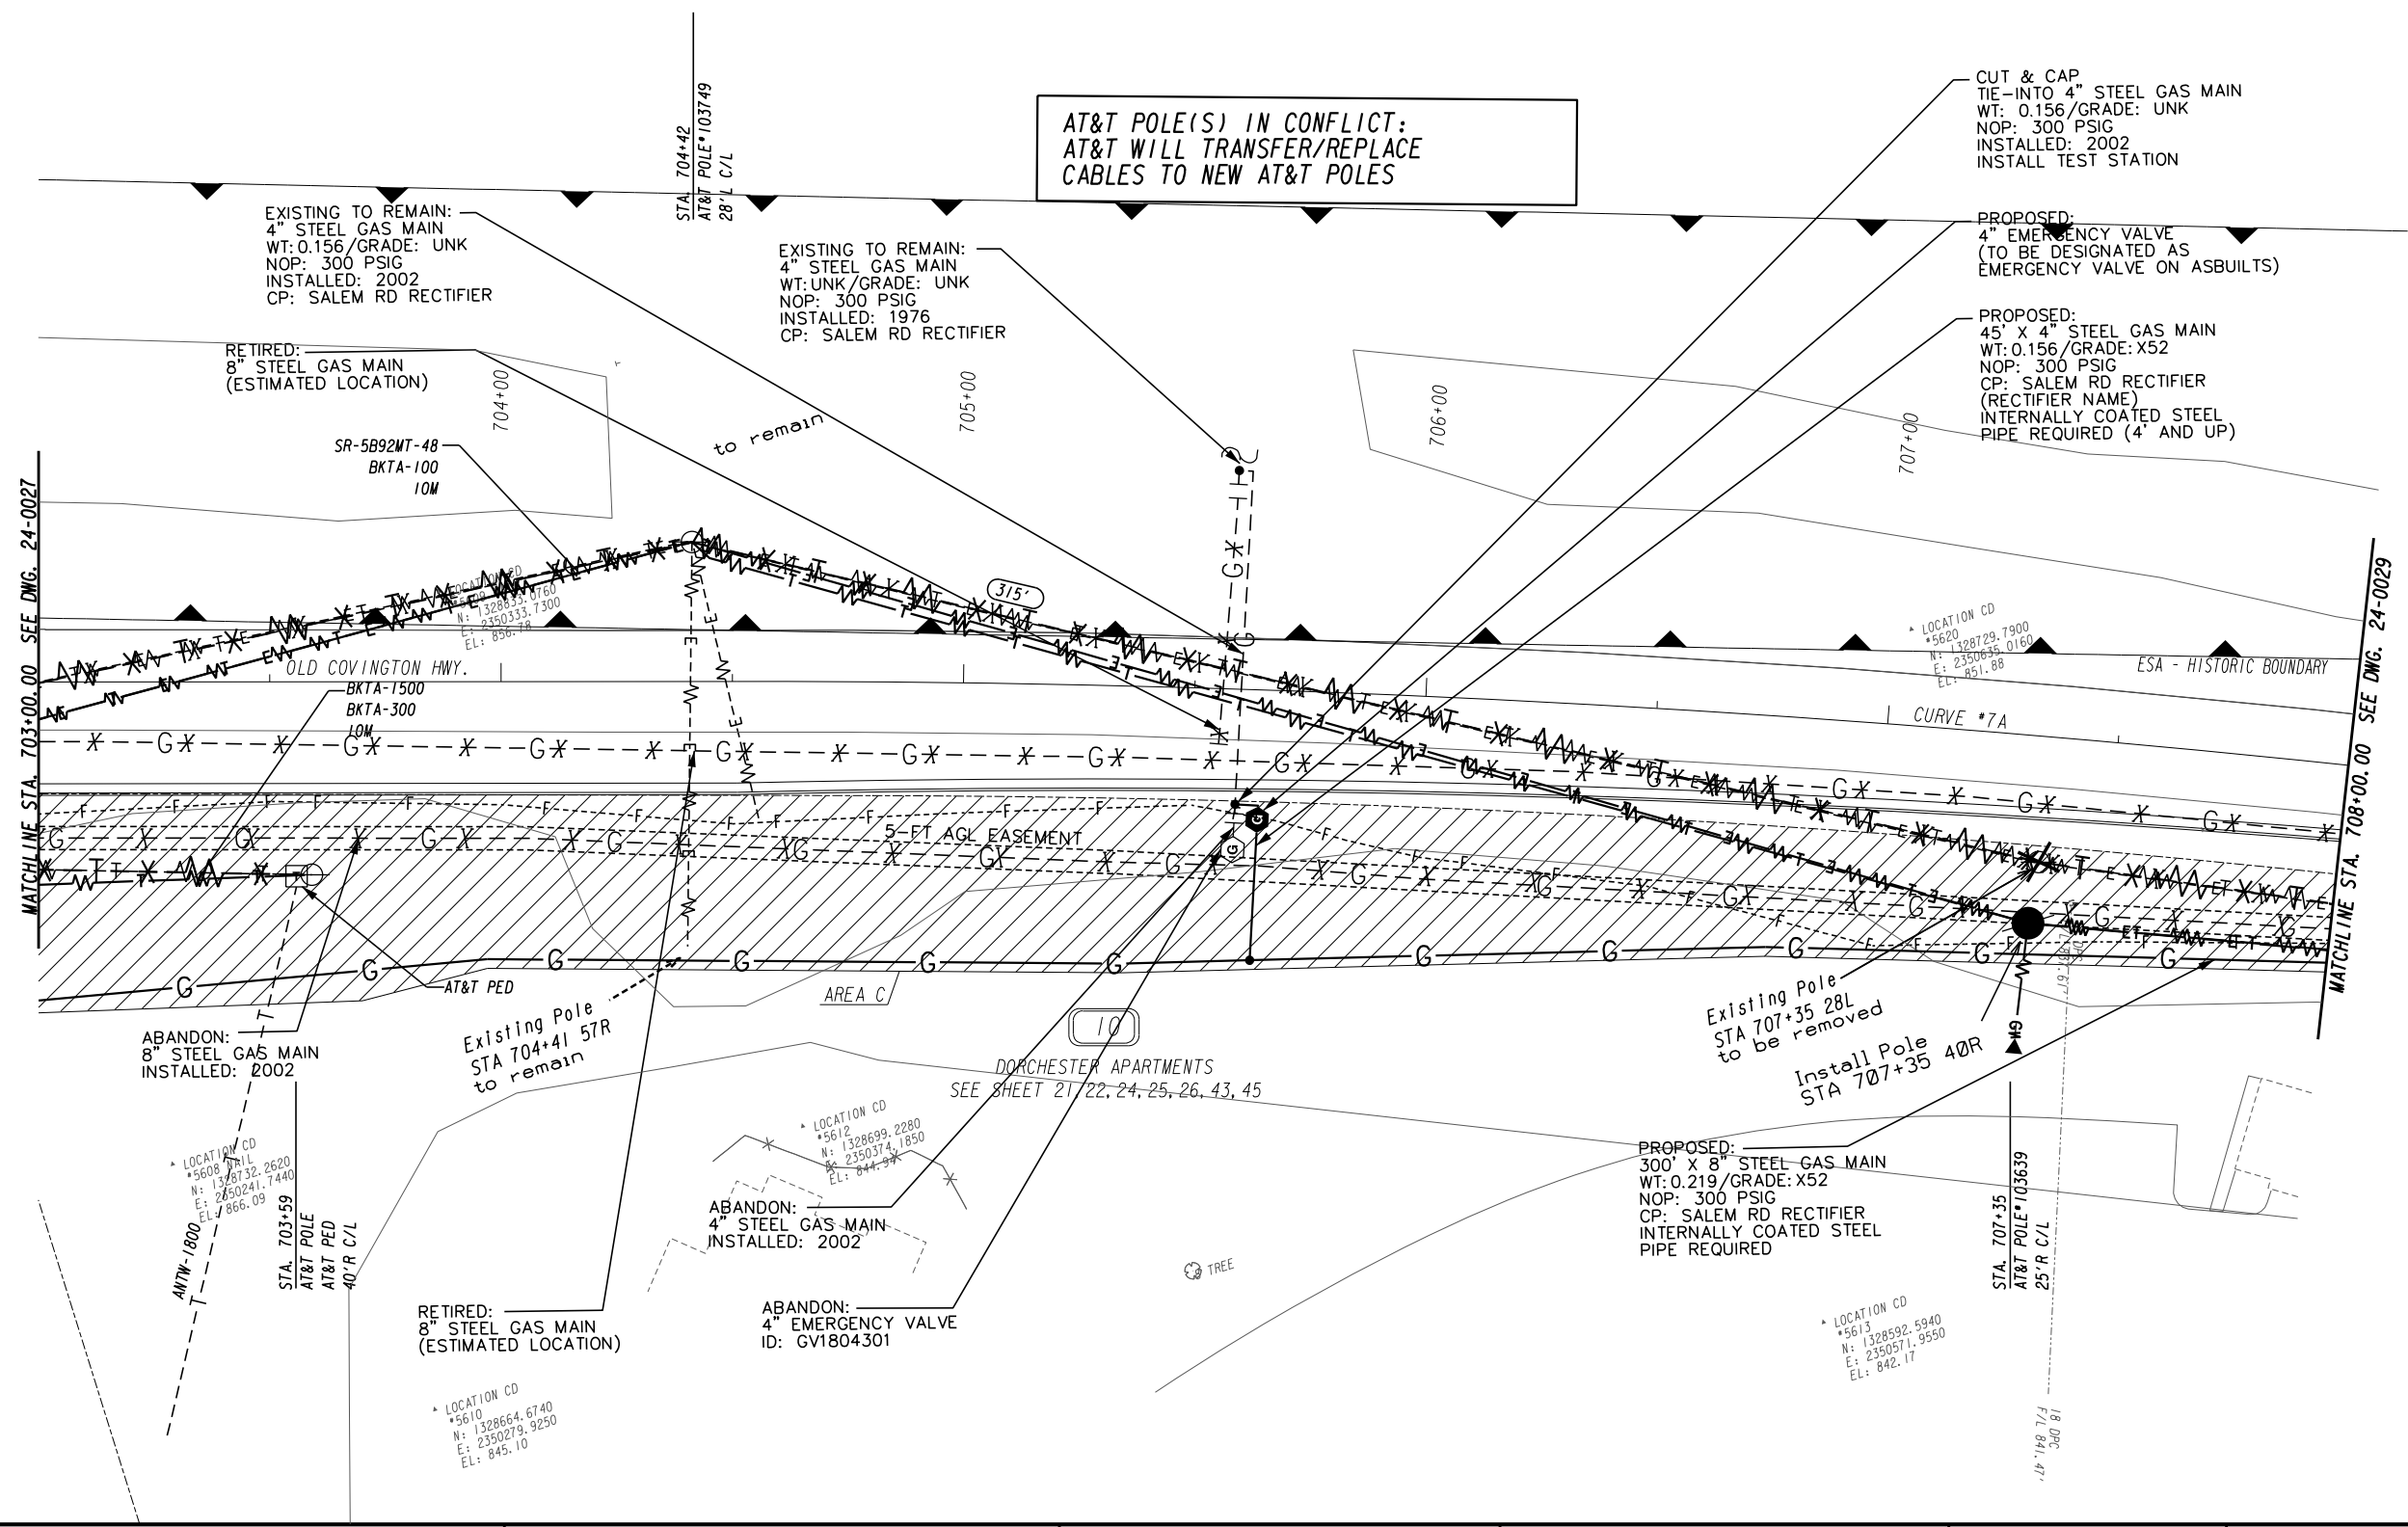 CUT & CAP
TIE-INTO 4" STEEL GAS MAIN
WT: 0.156/GRADE: UNK
NOP: 300 PSIG
INSTALLED: 2002
INSTALL TEST STATION
STA. 704+42
AT&T POLE#103749
28'L C/L
AT&T POLE(S) IN CONFLICT:
AT&T WILL TRANSFER/REPLACE
CABLES TO NEW AT&T POLES
EXISTING TO REMAIN:
4" STEEL GAS MAIN
WT:0.156/GRADE: UNK
NOP: 300 PSIG
INSTALLED: 2002
CP: SALEM RD RECTIFIER
EXISTING TO REMAIN:
4" STEEL GAS MAIN
WT:UNK/GRADE: UNK
NOP: 300 PSIG
INSTALLED: 1976
CP: SALEM RD RECTIFIER
PROPOSED:
4" EMERGENCY VALVE
(TO BE DESIGNATED AS
EMERGENCY VALVE ON ASBUILTS)
PROPOSED:
45' X 4" STEEL GAS MAIN
WT:0.156/GRADE:X52
NOP: 300 PSIG
CP: SALEM RD RECTIFIER
(RECTIFIER NAME)
INTERNALLY COATED STEEL
PIPE REQUIRED (4' AND UP)
RETIRED:
8" STEEL GAS MAIN
(ESTIMATED LOCATION)
704+00
705+00
706+00
707+00
to remain
SR-5B92MT-48
BKTA-100
10M
MATCHLINE STA. 703+00.00 SEE DWG. 24-0027
MATCHLINE STA. 708+00.00 SEE DWG. 24-0029
LOCATION CD
N: 1328833.0760
E: 2350333.7300
EL: 856.78
315'
LOCATION CD
#5620
N: 1328729.7900
E: 2350635.0160
EL: 851.88
ESA - HISTORIC BOUNDARY
OLD COVINGTON HWY.
BKTA-1500
BKTA-300
10M
CURVE #7A
5-FT AGL EASEMENT
AT&T PED
AREA C
10
DORCHESTER APARTMENTS
SEE SHEET 21,22,24,25,26,43,45
ABANDON:
8" STEEL GAS MAIN
INSTALLED: 2002
Existing Pole
STA 704+41 57R
to remain
Existing Pole
STA 707+35 28L
to be removed
Install Pole
STA 707+35 40R
GW
LOCATION CD
#5608 NAIL
N: 1328732.2620
E: 2350241.7440
EL: 866.09
LOCATION CD
#5612
N: 1328699.2280
E: 2350374.1850
EL: 844.94
ANTW-1800
STA. 703+59
AT&T POLE
AT&T PED
40'R C/L
ABANDON:
4" STEEL GAS MAIN
INSTALLED: 2002
PROPOSED:
300' X 8" STEEL GAS MAIN
WT:0.219/GRADE:X52
NOP: 300 PSIG
CP: SALEM RD RECTIFIER
INTERNALLY COATED STEEL
PIPE REQUIRED
STA. 707+35
AT&T POLE#103639
25'R C/L
TREE
RETIRED:
8" STEEL GAS MAIN
(ESTIMATED LOCATION)
ABANDON:
4" EMERGENCY VALVE
ID: GV1804301
LOCATION CD
#5613
N: 1328592.5940
E: 2350571.9550
EL: 842.17
LOCATION CD
#5610
N: 1328664.6740
E: 2350279.9250
EL: 845.10
18 DPC
F/L 841.47'